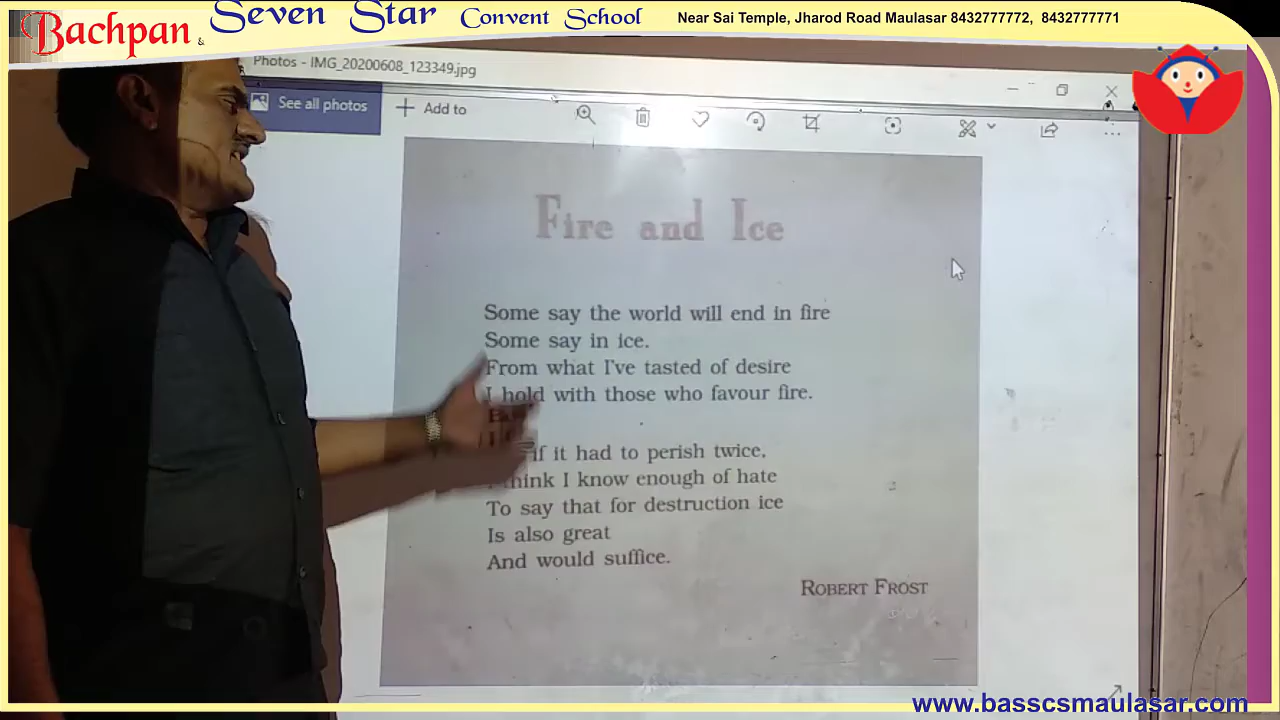 Bachpan & Seven Star Convent School Near Sai Temple, Jharod Road Maulasar 8432777772, 8432777771
Photos - IMG_20200608_123349.jpg
See all photos Add to
Fire and Ice
Some say the world will end in fire
Some say in ice.
From what I've tasted of desire
I hold with those who favour fire.
if it had to perish twice,
I think I know enough of hate
To say that for destruction ice
Is also great
And would suffice.
ROBERT FROST
www.basscsmaulasar.com